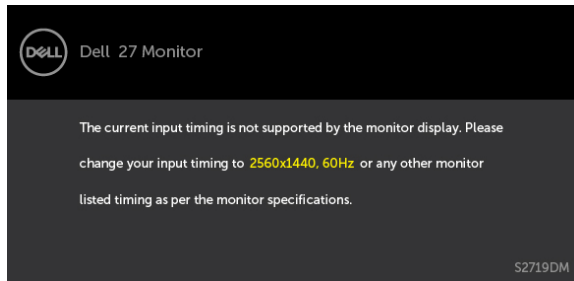 DELL Dell 27 Monitor
The current input timing is not supported by the monitor display. Please
change your input timing to 2560x1440, 60Hz or any other monitor
listed timing as per the monitor specifications.
S2719DM